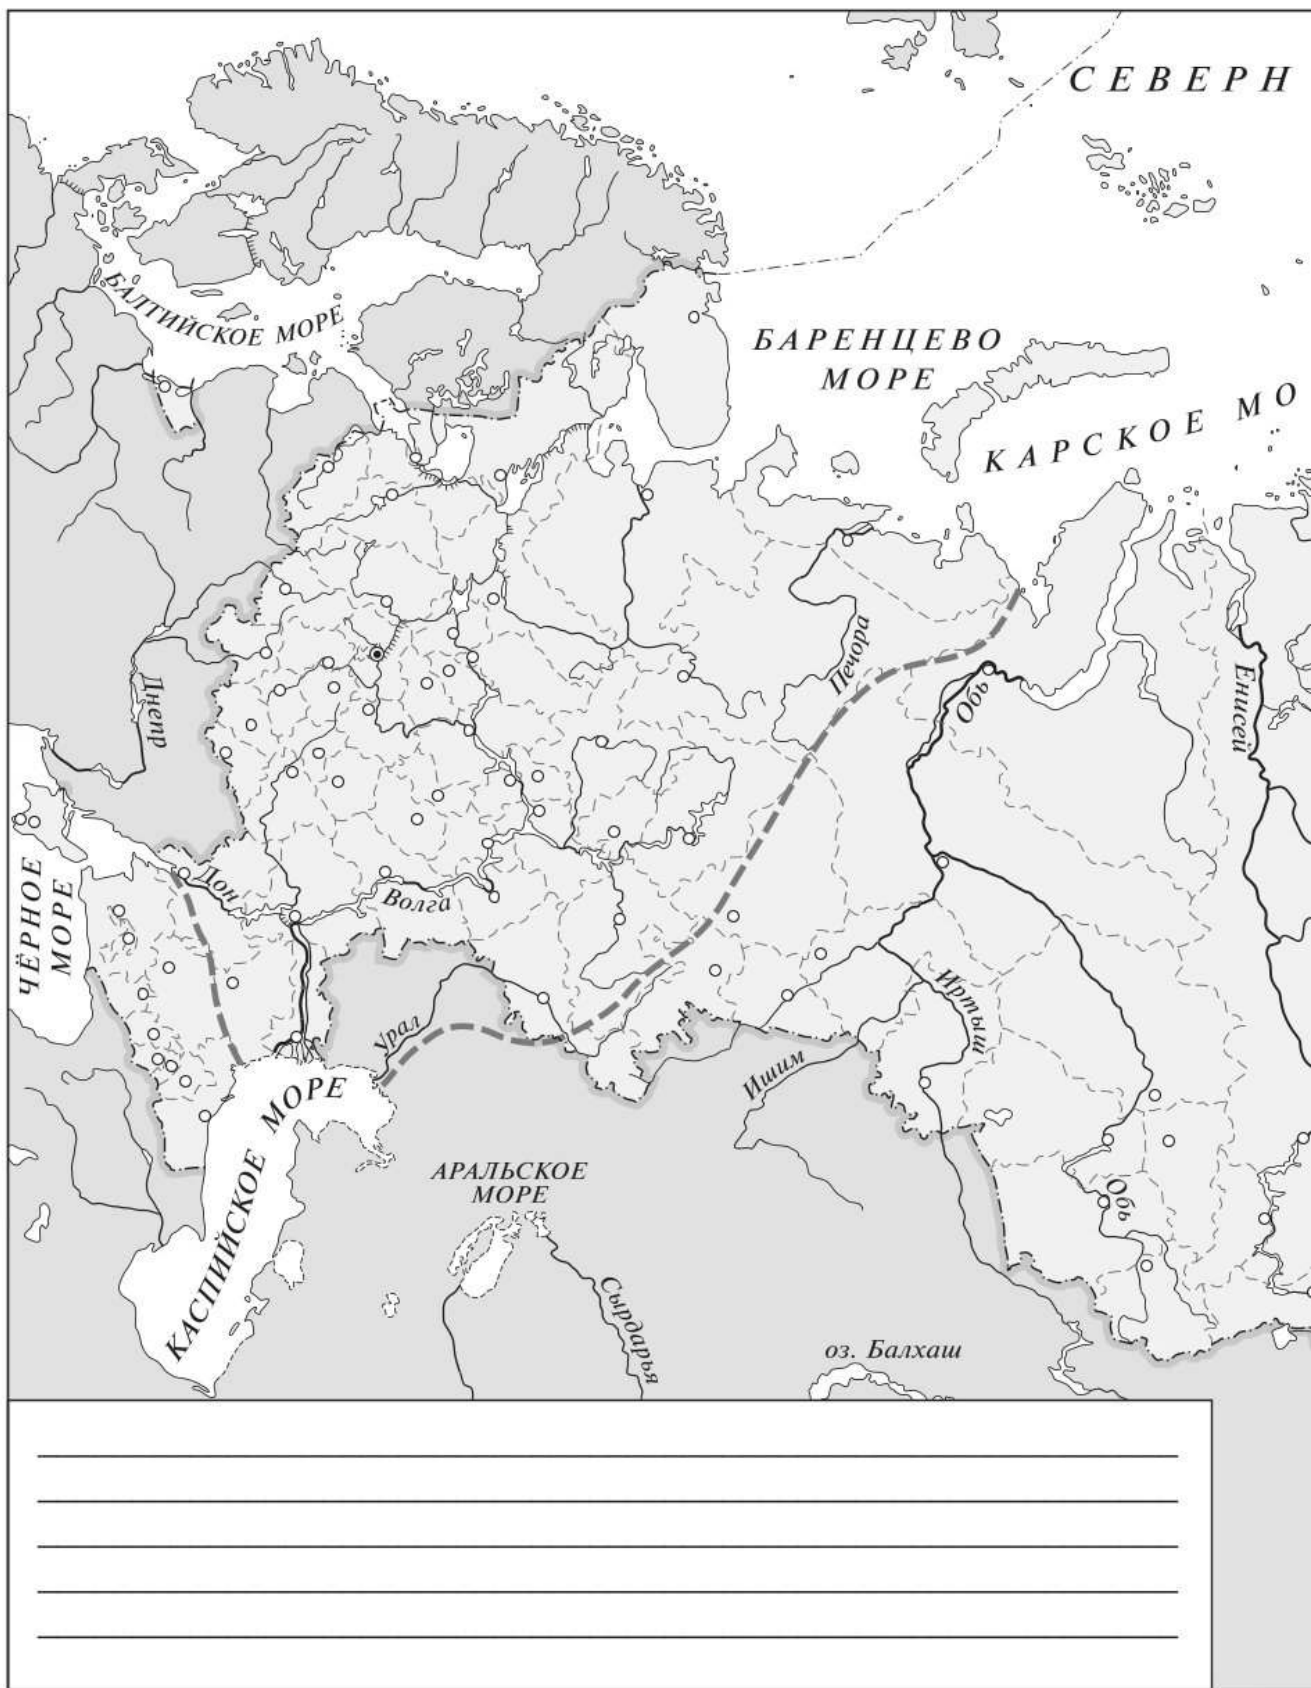 СЕВЕРН
БАЛТИЙСКОЕ МОРЕ
БАРЕНЦЕВО
МОРЕ
КАРСКОЕ МО
Печора
Обь
Енисей
Днепр
ЧЁРНОЕ
МОРЕ
Дон
Волга
Урал
Иртыш
Ишим
КАСПИЙСКОЕ МОРЕ
АРАЛЬСКОЕ
МОРЕ
Обь
Сырдарья
оз. Балхаш